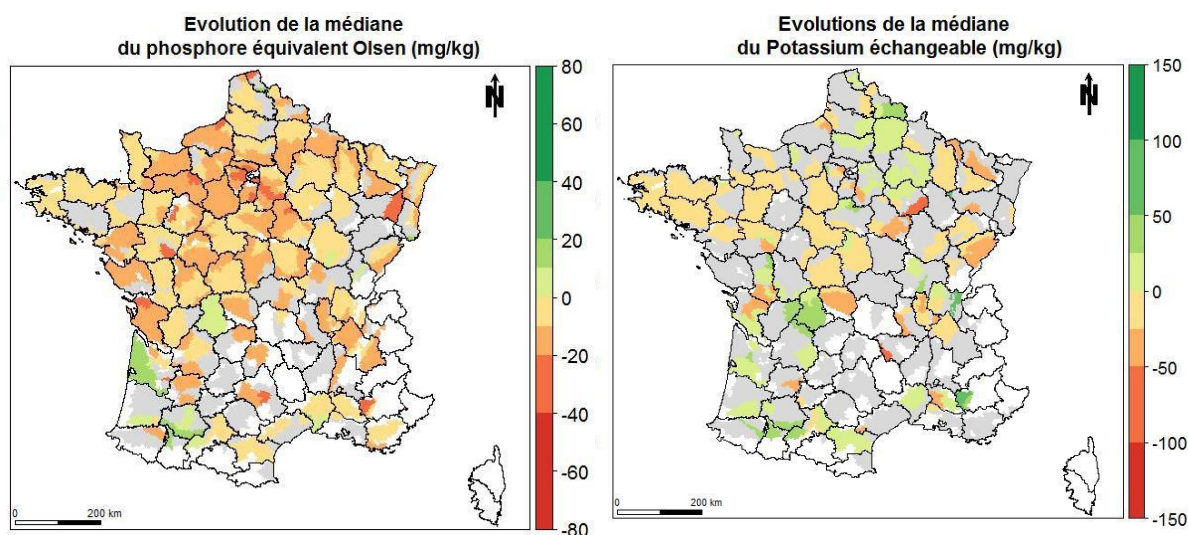 Evolution de la médiane
du phosphore équivalent Olsen (mg/kg)
N
80
60
40
20
0
-20
-40
-60
-80
0 200 km
Evolutions de la médiane
du Potassium échangeable (mg/kg)
N
150
100
50
0
-50
-100
-150
0 200 km